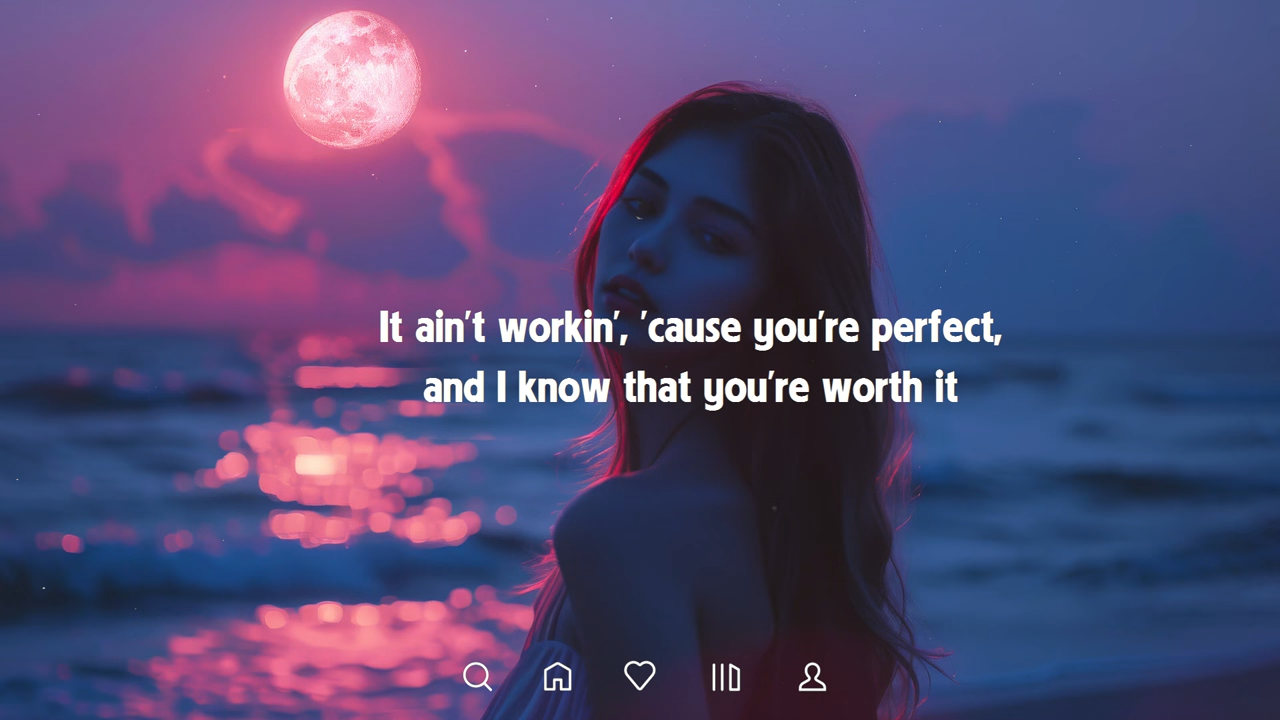 It ain't workin', 'cause you're perfect,
and I know that you're worth it